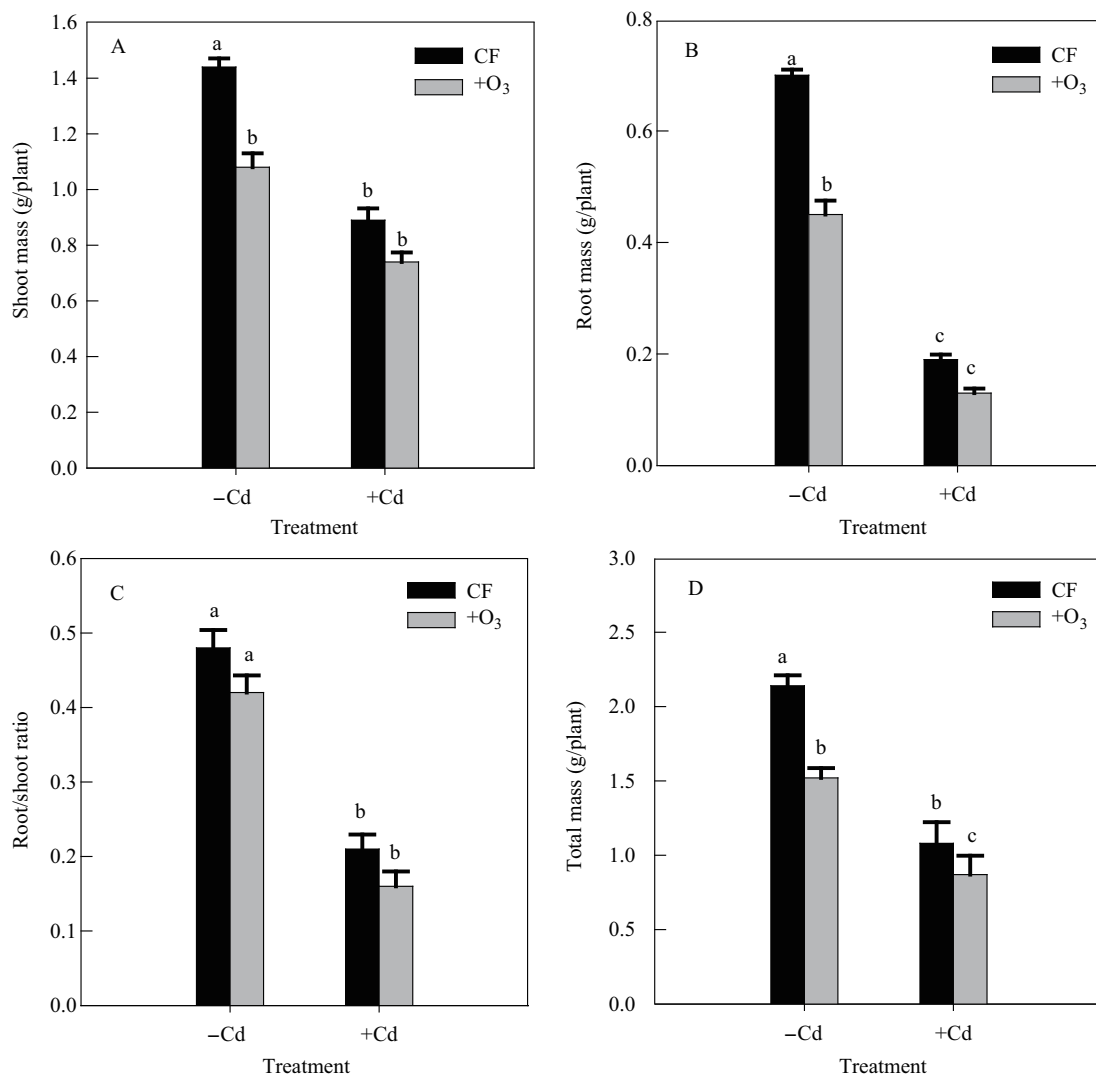 A
CF
+O₃
Shoot mass (g/plant)
1.6
1.4
1.2
1.0
0.8
0.6
0.4
0.2
0.0
a
b
b
b
−Cd +Cd
Treatment
B
CF
+O₃
Root mass (g/plant)
0.8
0.6
0.4
0.2
0.0
a
b
c
c
−Cd +Cd
Treatment
C
CF
+O₃
Root/shoot ratio
0.6
0.5
0.4
0.3
0.2
0.1
0.0
a
a
b
b
−Cd +Cd
Treatment
D
CF
+O₃
Total mass (g/plant)
3.0
2.5
2.0
1.5
1.0
0.5
0.0
a
b
b
c
−Cd +Cd
Treatment